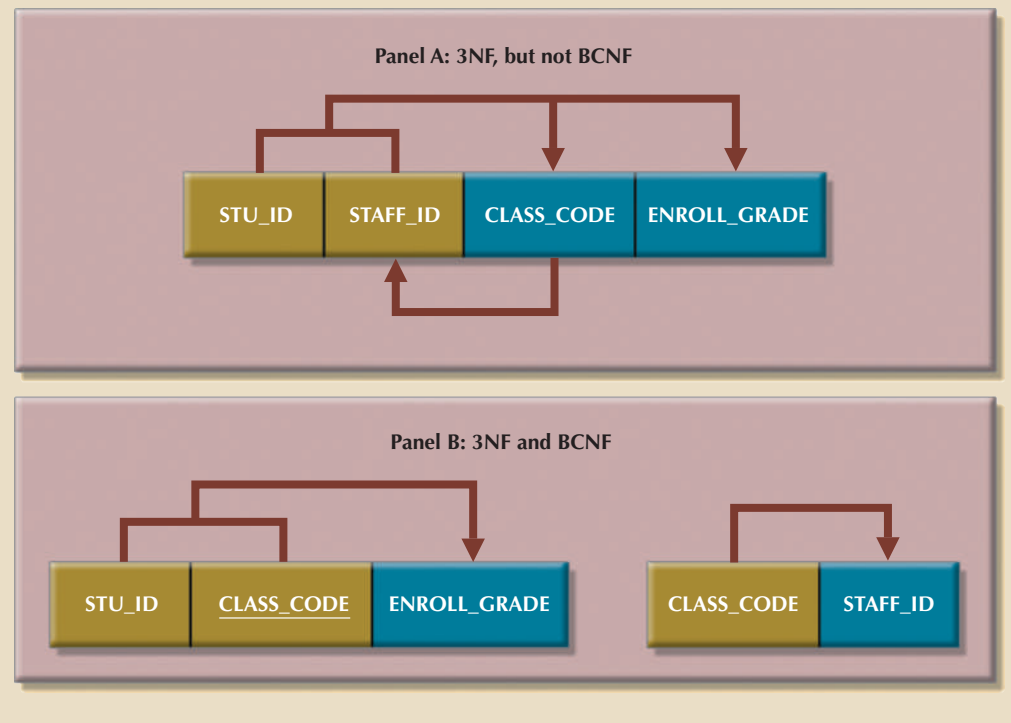 Panel A: 3NF, but not BCNF
STU_ID STAFF_ID CLASS_CODE ENROLL_GRADE
Panel B: 3NF and BCNF
STU_ID CLASS_CODE ENROLL_GRADE CLASS_CODE STAFF_ID